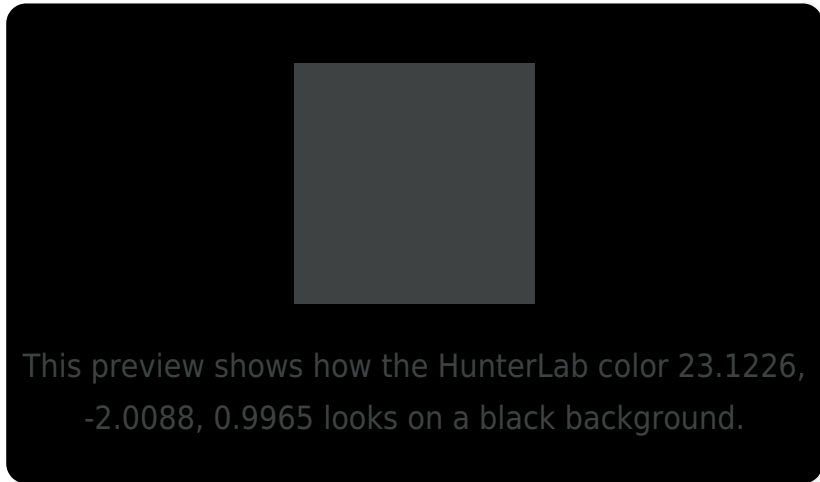 This preview shows how the HunterLab color 23.1226,
-2.0088, 0.9965 looks on a black background.